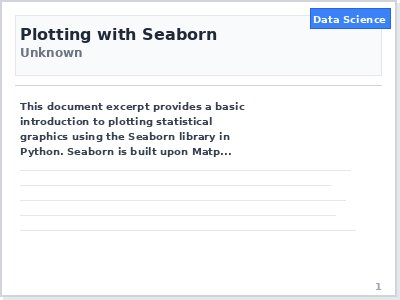 Data Science
Plotting with Seaborn
Unknown
This document excerpt provides a basic
introduction to plotting statistical
graphics using the Seaborn library in
Python. Seaborn is built upon Matp...
1